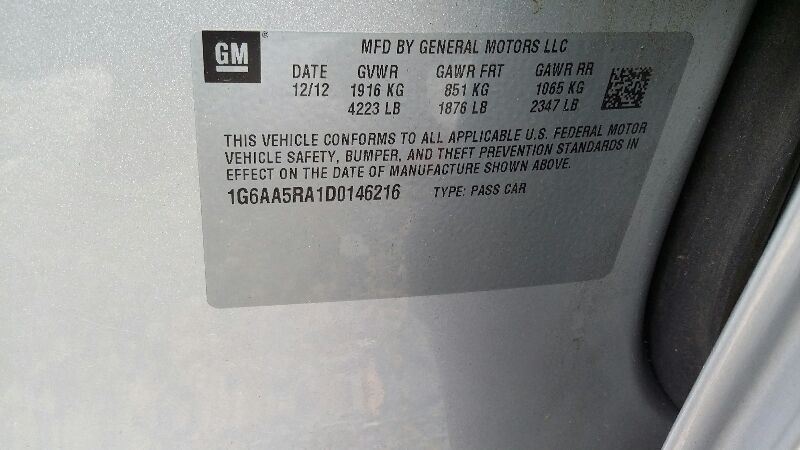 GM®
MFD BY GENERAL MOTORS LLC
DATE GVWR GAWR FRT GAWR RR
12/12 1916 KG 851 KG 1065 KG
4223 LB 1876 LB 2347 LB
THIS VEHICLE CONFORMS TO ALL APPLICABLE U.S. FEDERAL MOTOR
VEHICLE SAFETY, BUMPER, AND THEFT PREVENTION STANDARDS IN
EFFECT ON THE DATE OF MANUFACTURE SHOWN ABOVE.
1G6AA5RA1D0146216 TYPE: PASS CAR